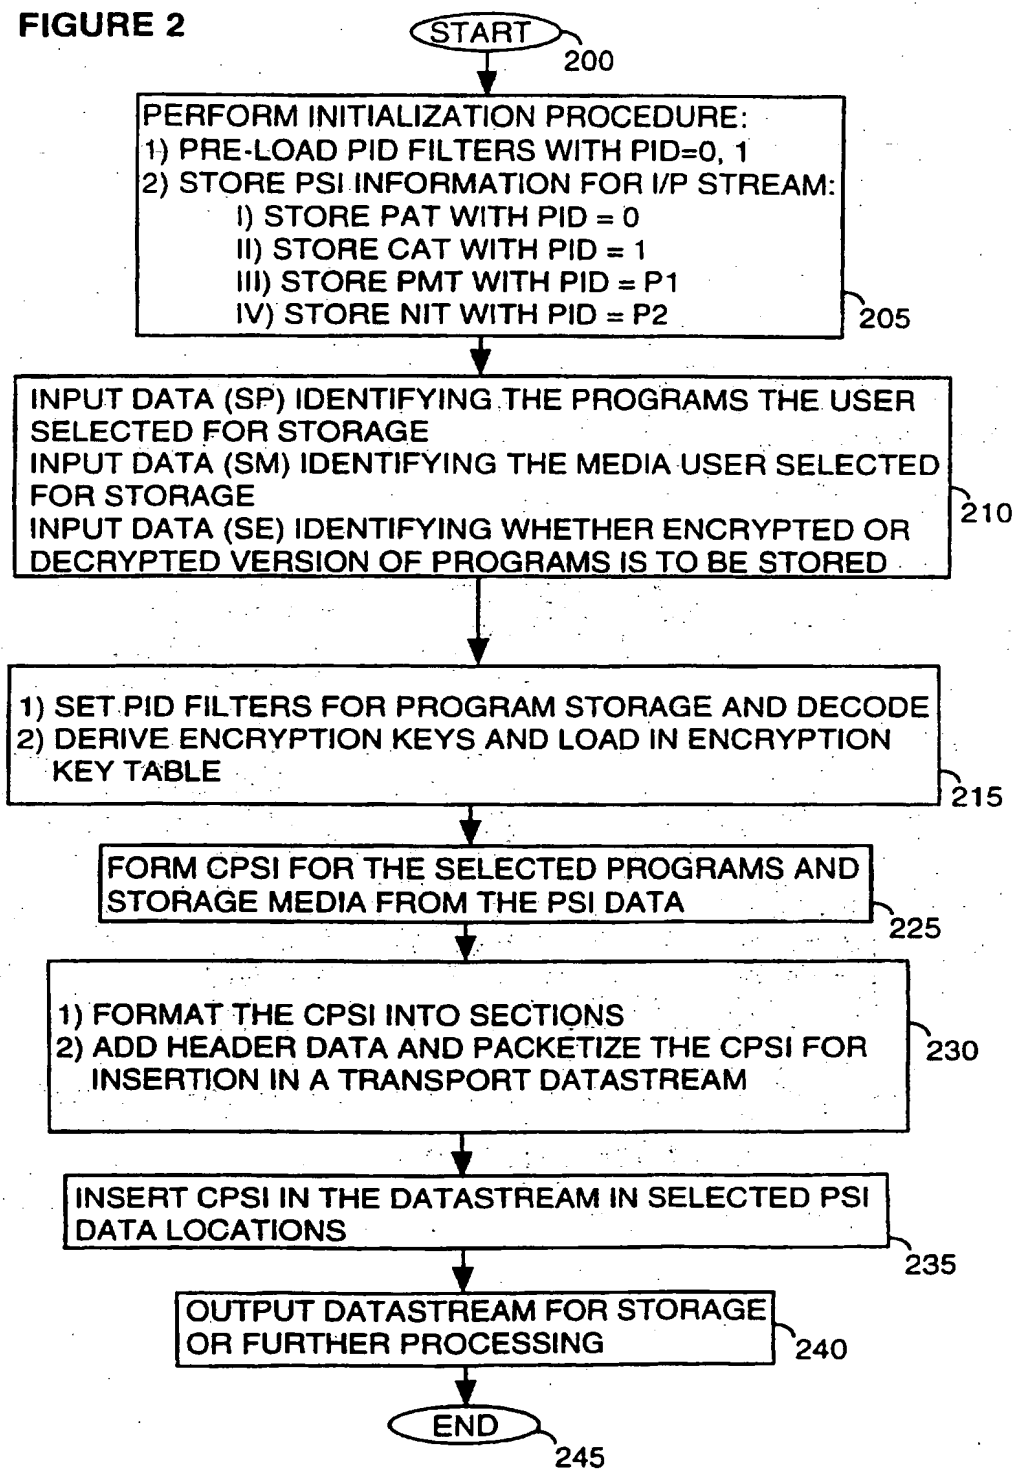 FIGURE 2
START
200
PERFORM INITIALIZATION PROCEDURE:
1) PRE-LOAD PID FILTERS WITH PID=0, 1
2) STORE PSI INFORMATION FOR I/P STREAM:
I) STORE PAT WITH PID = 0
II) STORE CAT WITH PID = 1
III) STORE PMT WITH PID = P1
IV) STORE NIT WITH PID = P2
205
INPUT DATA (SP) IDENTIFYING THE PROGRAMS THE USER
SELECTED FOR STORAGE
INPUT DATA (SM) IDENTIFYING THE MEDIA USER SELECTED
FOR STORAGE
INPUT DATA (SE) IDENTIFYING WHETHER ENCRYPTED OR
DECRYPTED VERSION OF PROGRAMS IS TO BE STORED
210
1) SET PID FILTERS FOR PROGRAM STORAGE AND DECODE
2) DERIVE ENCRYPTION KEYS AND LOAD IN ENCRYPTION
KEY TABLE
215
FORM CPSI FOR THE SELECTED PROGRAMS AND
STORAGE MEDIA FROM THE PSI DATA
225
1) FORMAT THE CPSI INTO SECTIONS
2) ADD HEADER DATA AND PACKETIZE THE CPSI FOR
INSERTION IN A TRANSPORT DATASTREAM
230
INSERT CPSI IN THE DATASTREAM IN SELECTED PSI
DATA LOCATIONS
235
OUTPUT DATASTREAM FOR STORAGE
OR FURTHER PROCESSING
240
END
245